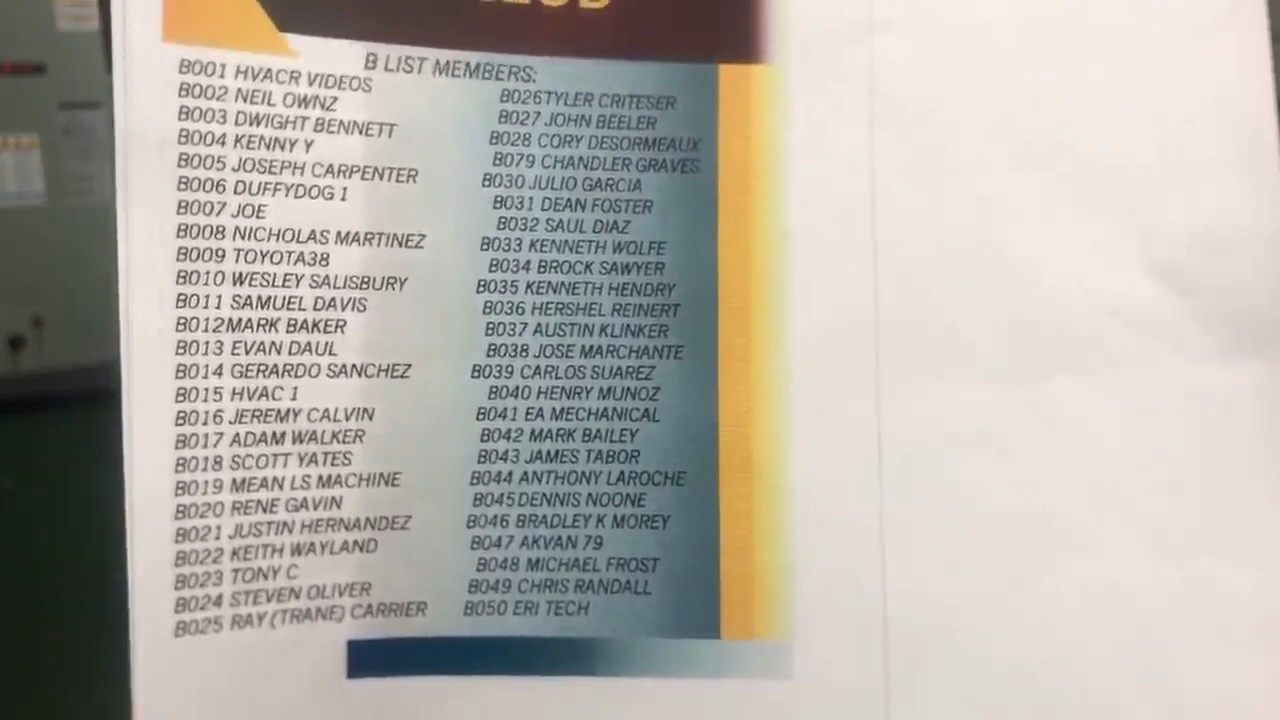 B LIST MEMBERS:
B001 HVACR VIDEOS
B002 NEIL OWNZ
B003 DWIGHT BENNETT
B004 KENNY Y
B005 JOSEPH CARPENTER
B006 DUFFYDOG 1
B007 JOE
B008 NICHOLAS MARTINEZ
B009 TOYOTA38
B010 WESLEY SALISBURY
B011 SAMUEL DAVIS
B012MARK BAKER
B013 EVAN DAUL
B014 GERARDO SANCHEZ
B015 HVAC 1
B016 JEREMY CALVIN
B017 ADAM WALKER
B018 SCOTT YATES
B019 MEAN LS MACHINE
B020 RENE GAVIN
B021 JUSTIN HERNANDEZ
B022 KEITH WAYLAND
B023 TONY C
B024 STEVEN OLIVER
B025 RAY (TRANE) CARRIER
B026TYLER CRITESER
B027 JOHN BEELER
B028 CORY DESORMEAUX
B079 CHANDLER GRAVES
B030 JULIO GARCIA
B031 DEAN FOSTER
B032 SAUL DIAZ
B033 KENNETH WOLFE
B034 BROCK SAWYER
B035 KENNETH HENDRY
B036 HERSHEL REINERT
B037 AUSTIN KLINKER
B038 JOSE MARCHANTE
B039 CARLOS SUAREZ
B040 HENRY MUNOZ
B041 EA MECHANICAL
B042 MARK BAILEY
B043 JAMES TABOR
B044 ANTHONY LAROCHE
B045 DENNIS NOONE
B046 BRADLEY K MOREY
B047 AKVAN 79
B048 MICHAEL FROST
B049 CHRIS RANDALL
B050 ERI TECH